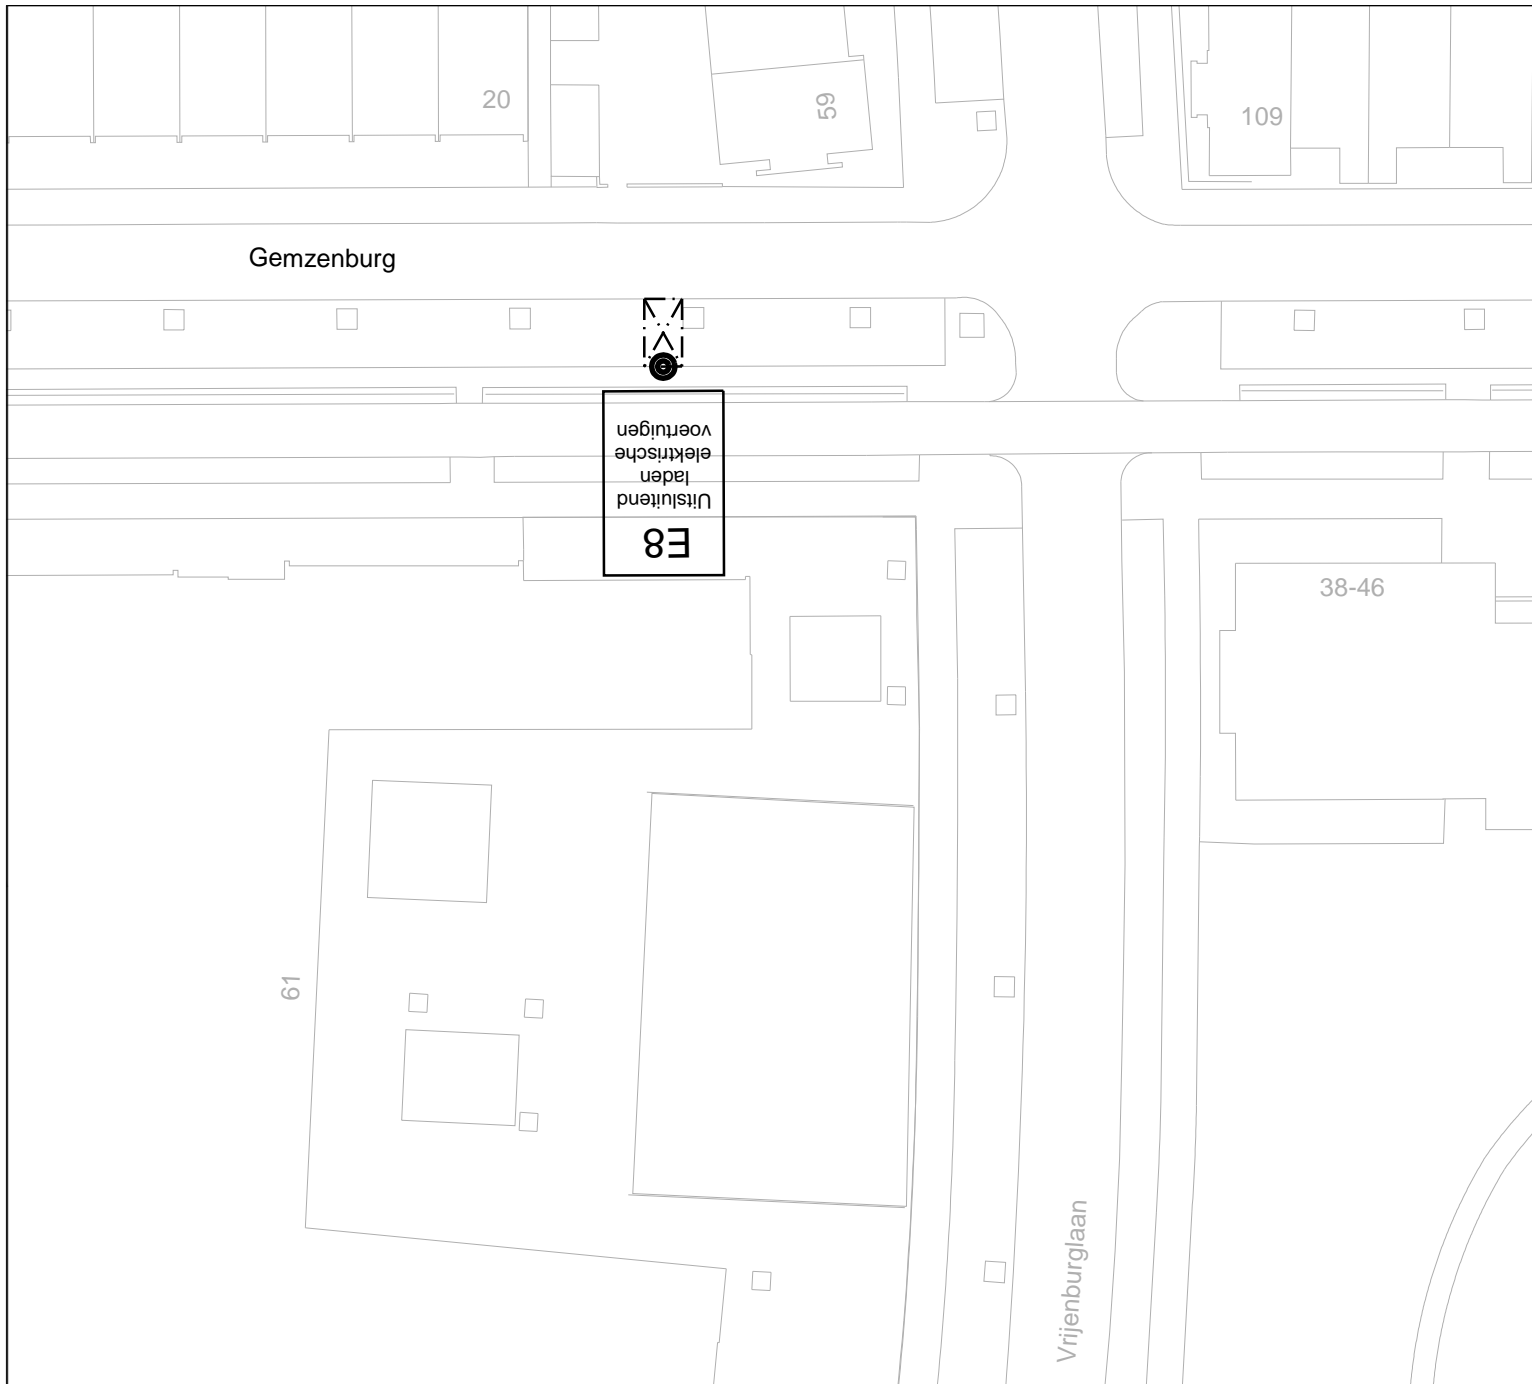 20
59
109
Gemzenburg
E8
Uitsluitend
laden
elektrische
voertuigen
38-46
61
Vrijenburglaan